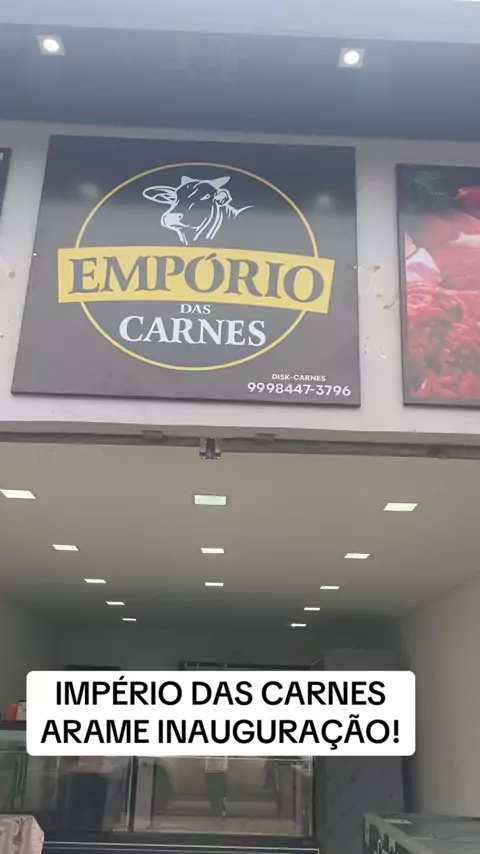 EMPÓRIO
DAS
CARNES
DISK-CARNES
9998447-3796
IMPÉRIO DAS CARNES
ARAME INAUGURAÇÃO!